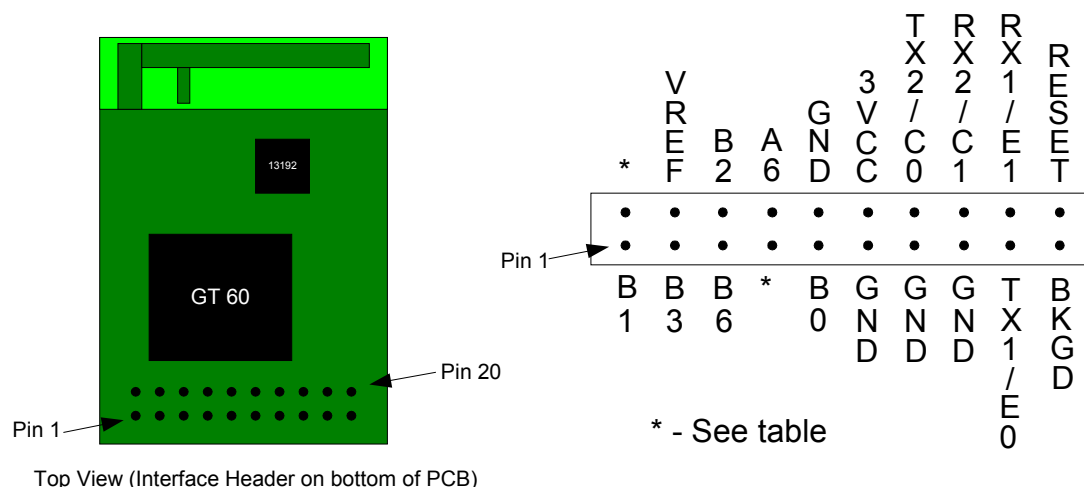 13192
GT 60
Pin 20
Pin 1
Top View (Interface Header on bottom of PCB)
*
VREF
B2
A6
GND
3VCC
TX2/C0
RX2/C1
RX1/E1
RESET
Pin 1
B1
B3
B6
*
B0
GND
GND
GND
TX1/E0
BKGD
* - See table